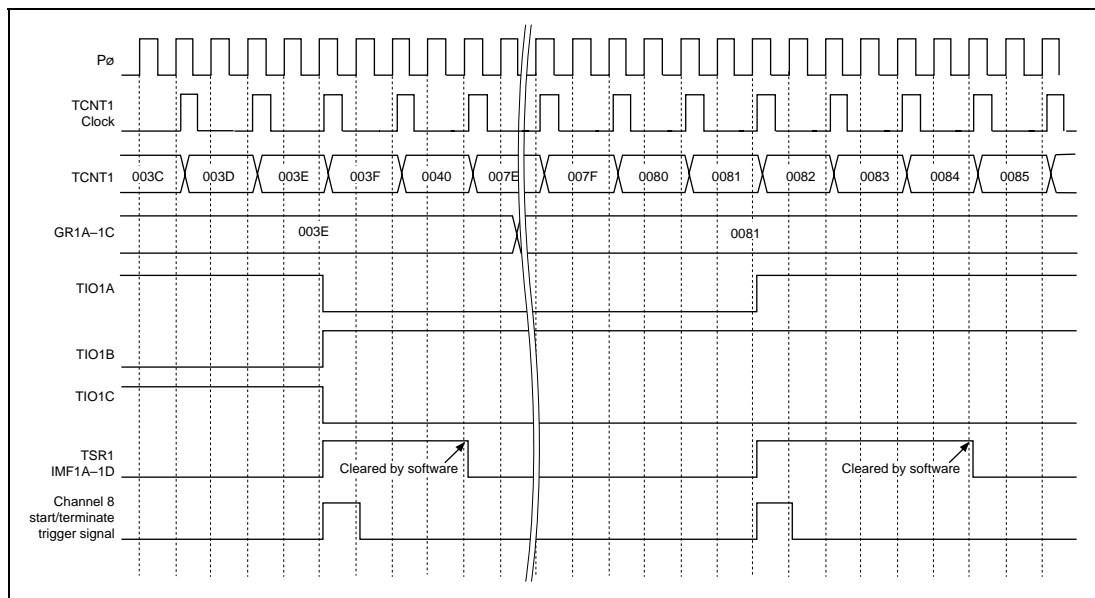 Pø
TCNT1
Clock
TCNT1
003C 003D 003E 003F 0040 007E 007F 0080 0081 0082 0083 0084 0085
GR1A–1C
003E 0081
TIO1A
TIO1B
TIO1C
TSR1
IMF1A–1D
Cleared by software Cleared by software
Channel 8
start/terminate
trigger signal